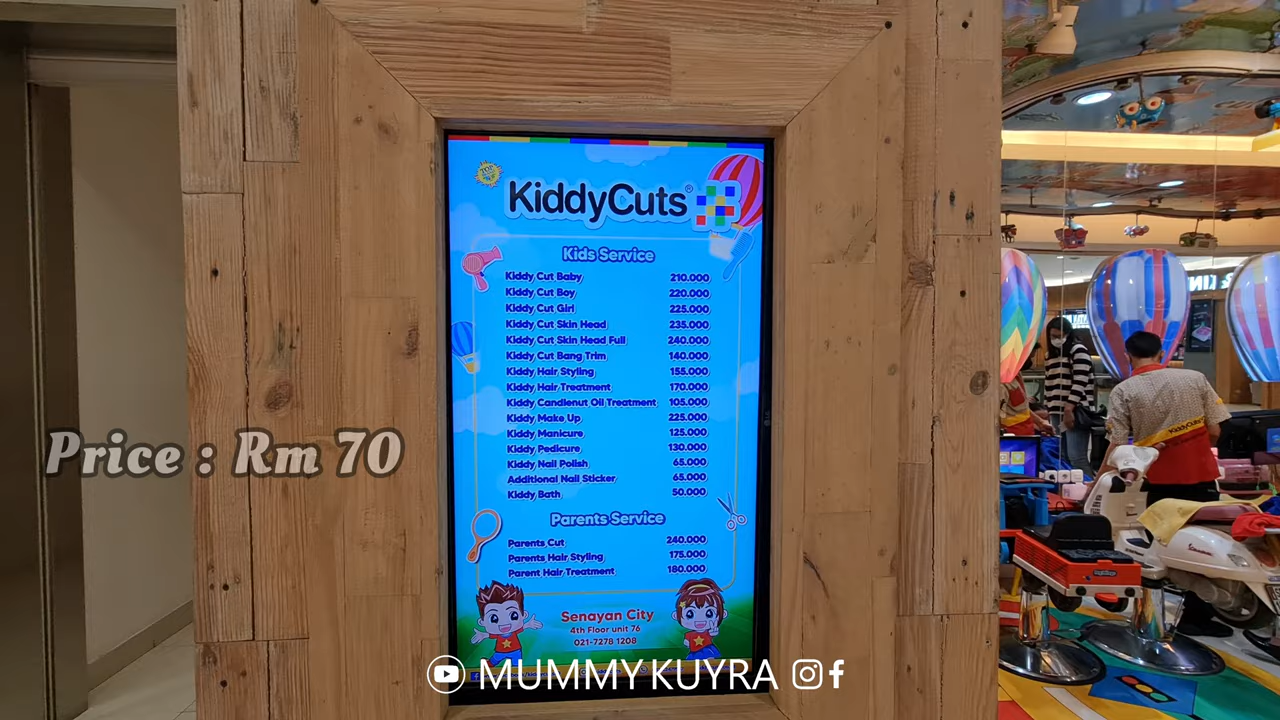 KiddyCuts®
Kids Service
Kiddy Cut Baby 210.000
Kiddy Cut Boy 220.000
Kiddy Cut Girl 225.000
Kiddy Cut Skin Head 235.000
Kiddy Cut Skin Head Full 240.000
Kiddy Cut Bang Trim 140.000
Kiddy Hair Styling 155.000
Kiddy Hair Treatment 170.000
Kiddy Candlenut Oil Treatment 105.000
Kiddy Make Up 225.000
Kiddy Manicure 125.000
Kiddy Pedicure 130.000
Kiddy Nail Polish 65.000
Additional Nail Sticker 65.000
Kiddy Bath 50.000
Parents Service
Parents Cut 240.000
Parents Hair Styling 175.000
Parent Hair Treatment 180.000
Senayan City
4th Floor unit 76
021-7278 1208
Price : Rm 70
MUMMY KUYRA
KiddyCuts